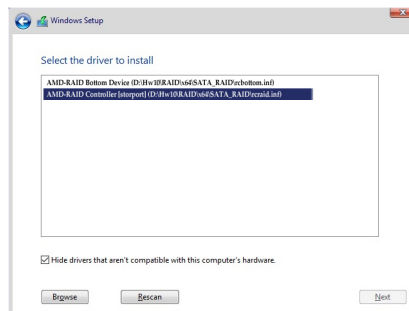 Windows Setup
Select the driver to install
AMD-RAID Bottom Device (D:\Hw10\RAID\x64\SATA_RAID\rcbottom.inf)
AMD-RAID Controller [storport] (D:\Hw10\RAID\x64\SATA_RAID\rcraid.inf)
Hide drivers that aren't compatible with this computer's hardware.
Browse Rescan Next